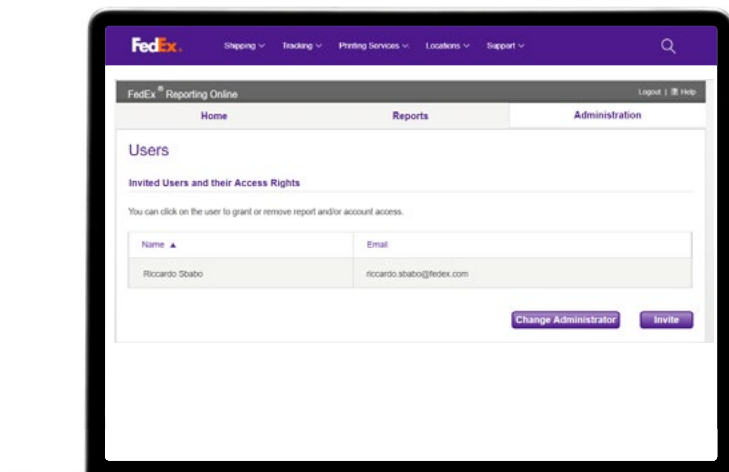 FedEx.
Shipping Tracking Printing Services Locations Support
FedEx ® Reporting Online Logout | Help
Home Reports Administration
Users
Invited Users and their Access Rights
You can click on the user to grant or remove report and/or account access.
Name ▲ Email
Riccardo Sbabo riccardo.sbabo@fedex.com
Change Administrator Invite